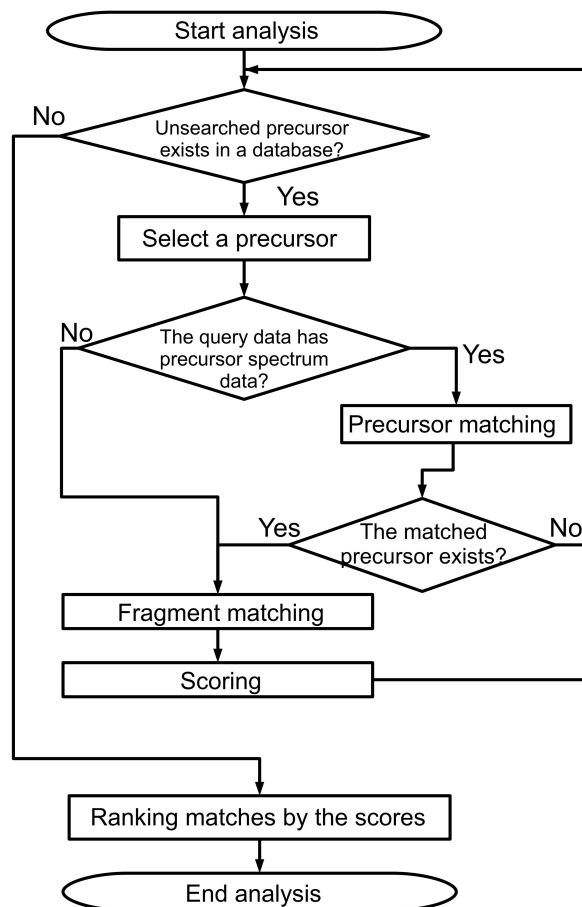 Start analysis
No
Unsearched precursor
exists in a database?
Yes
Select a precursor
No
The query data has
precursor spectrum
data?
Yes
Precursor matching
Yes
The matched
precursor exists?
No
Fragment matching
Scoring
Ranking matches by the scores
End analysis